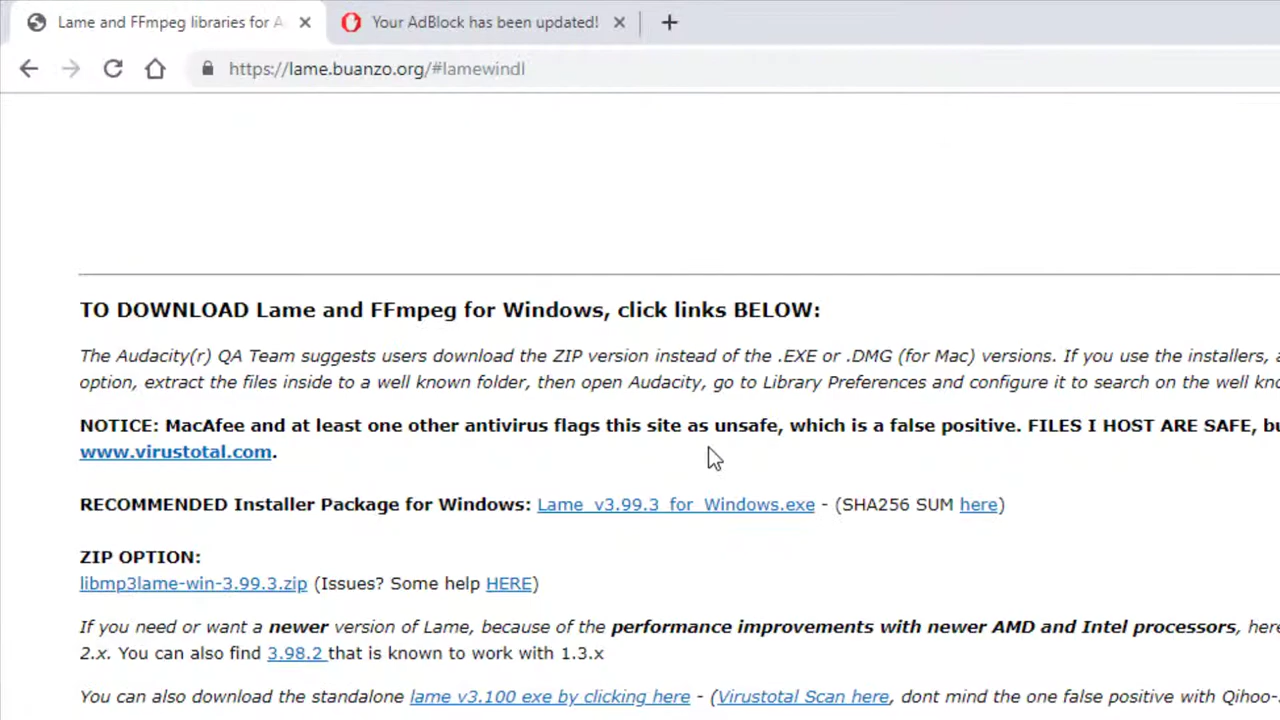 Lame and FFmpeg libraries for A
Your AdBlock has been updated!
https://lame.buanzo.org/#lamewindl
TO DOWNLOAD Lame and FFmpeg for Windows, click links BELOW:
The Audacity(r) QA Team suggests users download the ZIP version instead of the .EXE or .DMG (for Mac) versions. If you use the installers,
option, extract the files inside to a well known folder, then open Audacity, go to Library Preferences and configure it to search on the well
NOTICE: MacAfee and at least one other antivirus flags this site as unsafe, which is a false positive. FILES I HOST ARE SAFE,
www.virustotal.com.
RECOMMENDED Installer Package for Windows: Lame_v3.99.3_for_Windows.exe - (SHA256 SUM here)
ZIP OPTION:
libmp3lame-win-3.99.3.zip (Issues? Some help HERE)
If you need or want a newer version of Lame, because of the performance improvements with newer AMD and Intel processors,
2.x. You can also find 3.98.2 that is known to work with 1.3.x
You can also download the standalone lame v3.100 exe by clicking here - (Virustotal Scan here, dont mind the one false positive with Qihoo-